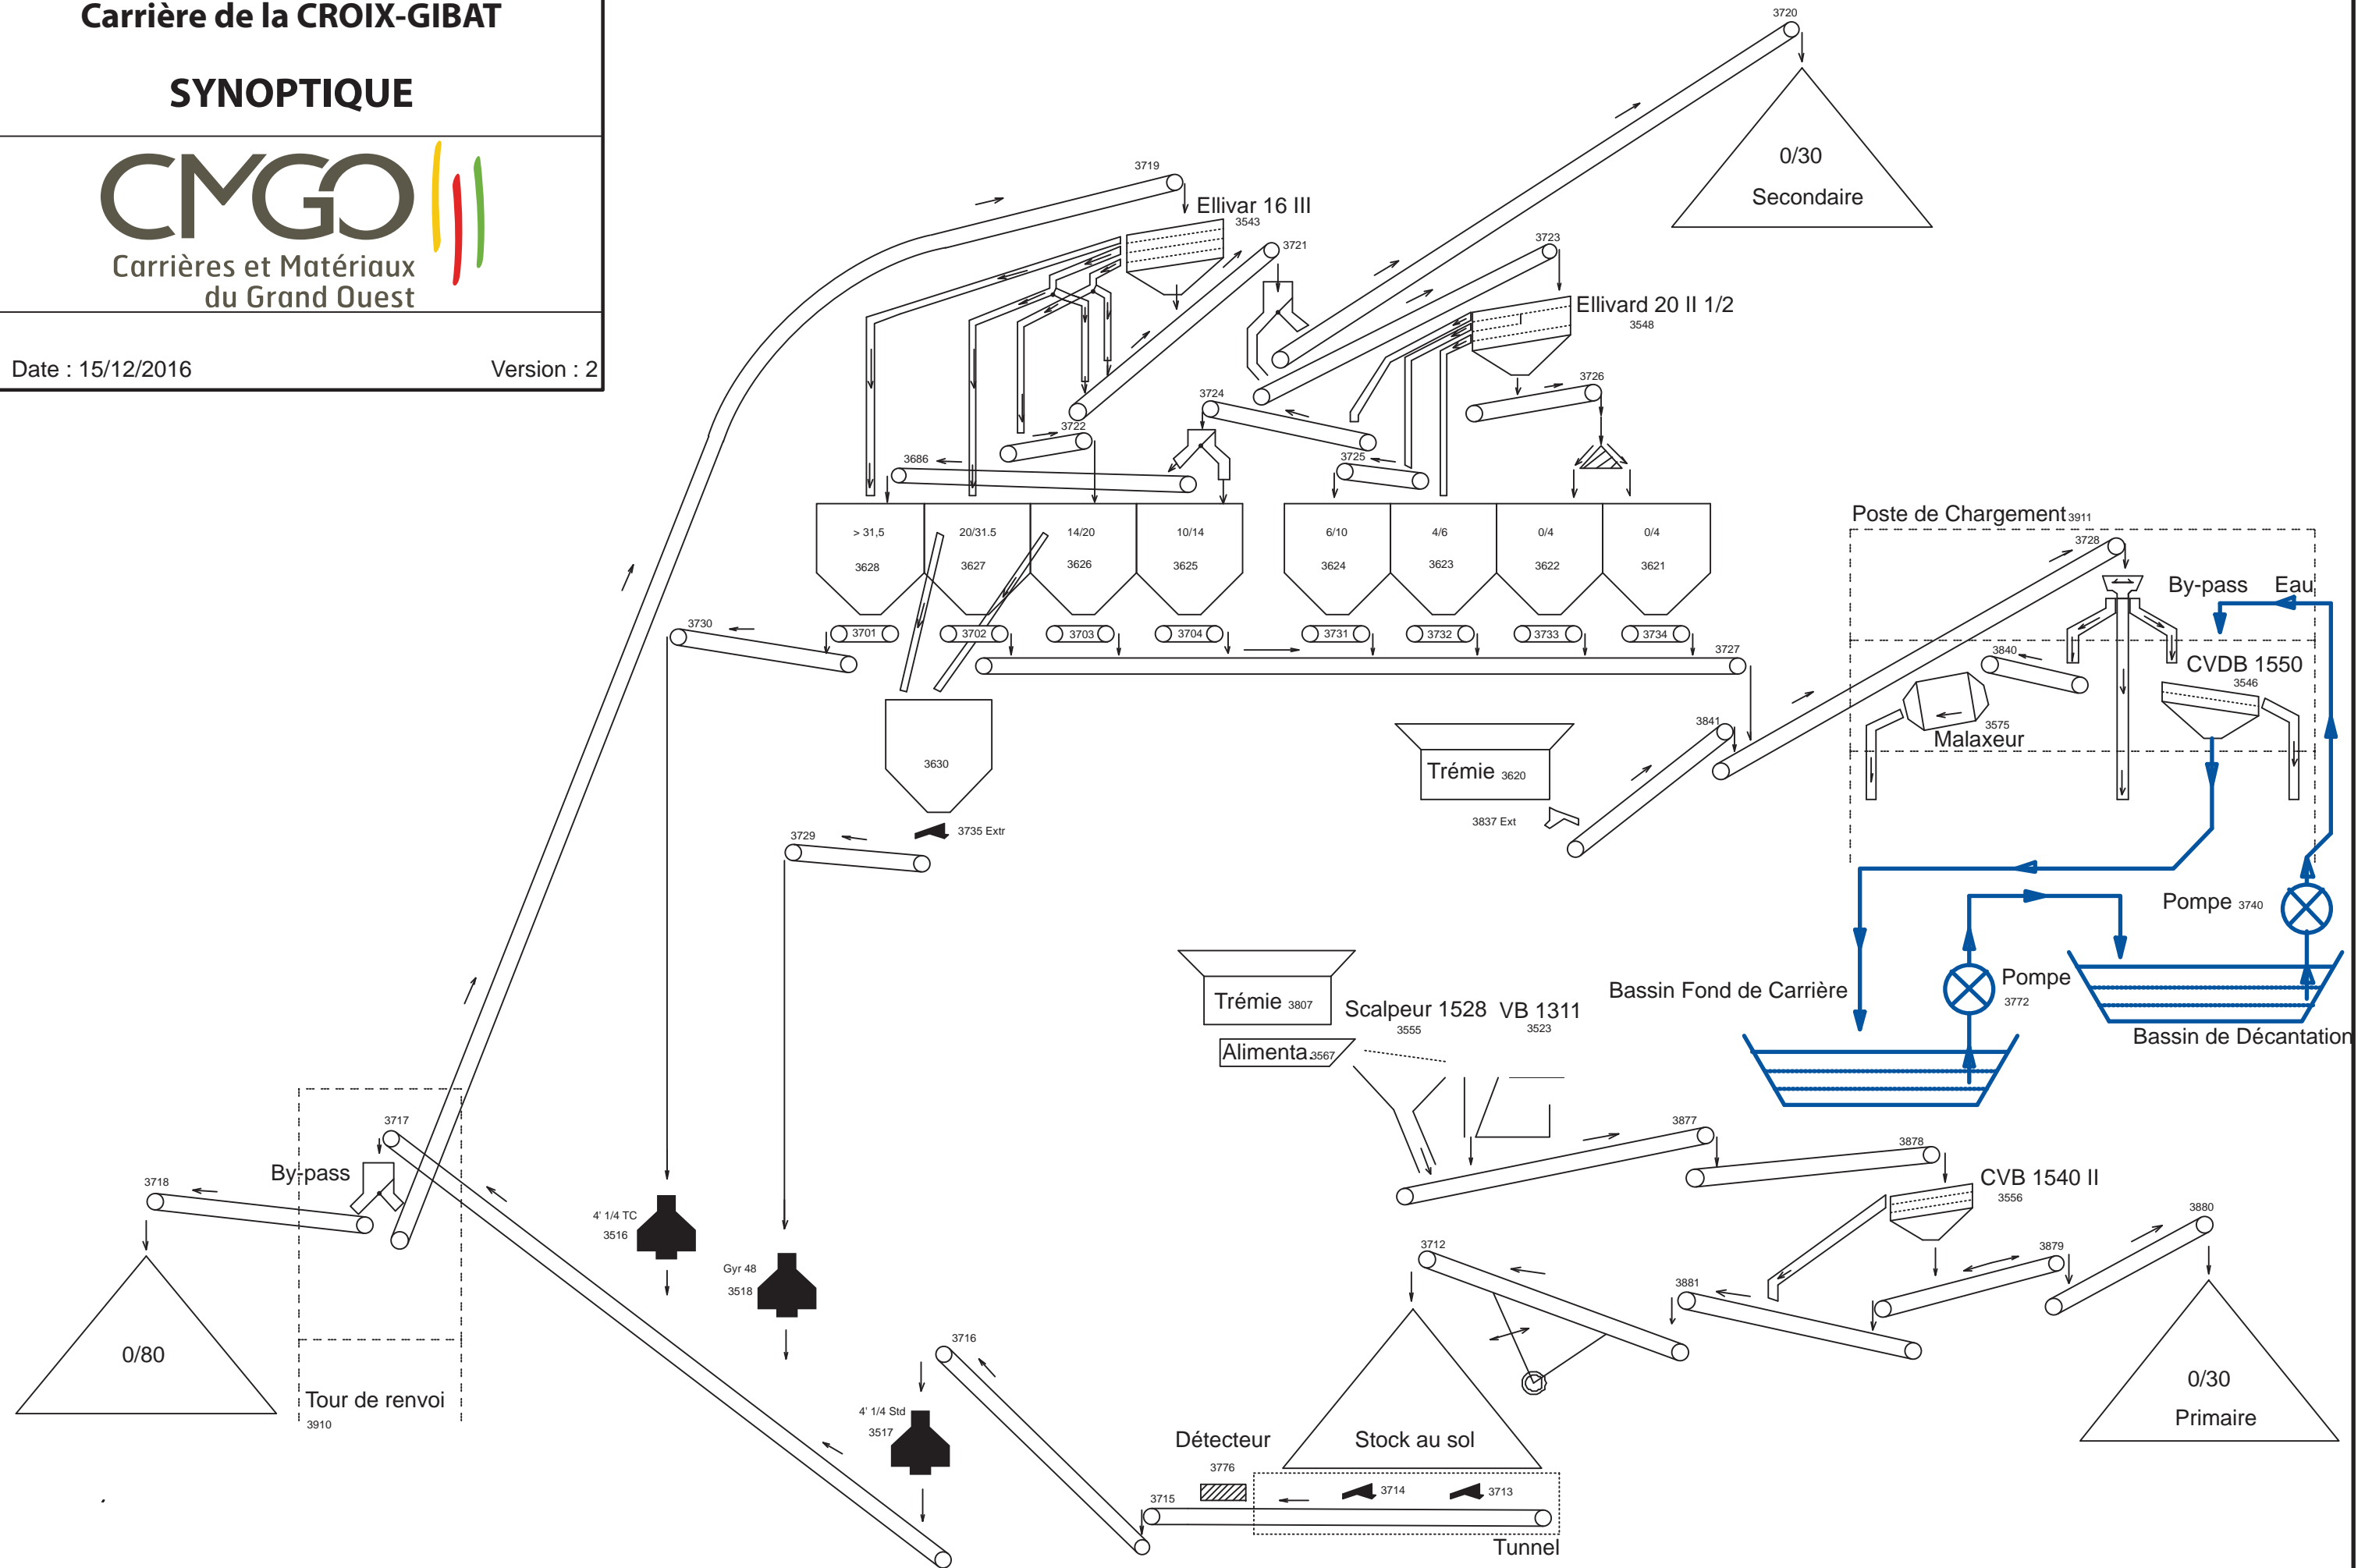 Carrière de la CROIX-GIBAT
SYNOPTIQUE
CMGO
Carrières et Matériaux
du Grand Ouest
Date : 15/12/2016 Version : 2
3720
0/30
Secondaire
3719
Ellivar 16 III
3543
3721
3723
Ellivard 20 II 1/2
3548
3726
3724
3722
3686
3725
> 31,5
3628
20/31.5
3627
14/20
3626
10/14
3625
6/10
3624
4/6
3623
0/4
3622
0/4
3621
3730
3701
3702
3703
3704
3731
3732
3733
3734
3727
3630
3735 Extr
3729
Trémie 3620
3837 Ext
3841
Poste de Chargement 3911
3728
By-pass Eau
3840
CVDB 1550
3546
3575
Malaxeur
Pompe 3740
Pompe
3772
Bassin Fond de Carrière
Bassin de Décantation
Trémie 3807
Alimenta. 3567
Scalpeur 1528
3555
VB 1311
3523
3877
3878
CVB 1540 II
3556
3880
3879
3881
3712
0/30
Primaire
3717
By-pass
3718
0/80
Tour de renvoi
3910
4' 1/4 TC
3516
Gyr 48
3518
3716
4' 1/4 Std
3517
Détecteur
3776
Stock au sol
3715
3714
3713
Tunnel